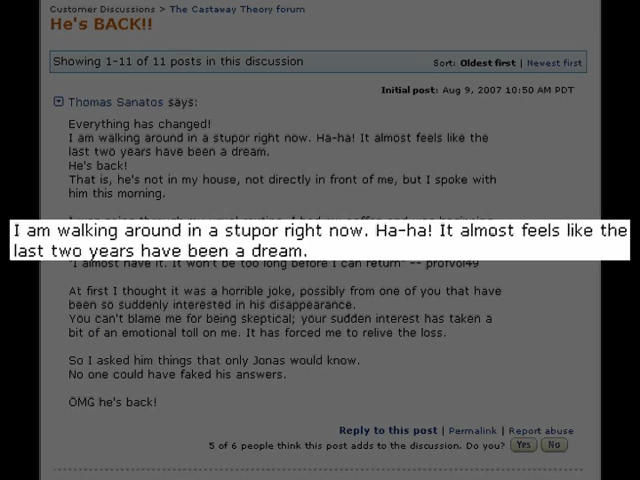 Customer Discussions > The Castaway Theory forum
He's BACK!!
Showing 1-11 of 11 posts in this discussion
Sort: Oldest first | Newest first
Initial post: Aug 9, 2007 10:50 AM PDT
Thomas Sanatos says:
Everything has changed!
I am walking around in a stupor right now. Ha-ha! It almost feels like the
last two years have been a dream.
He's back!
That is, he's not in my house, not directly in front of me, but I spoke with
him this morning.
I am walking around in a stupor right now. Ha-ha! It almost feels like the
last two years have been a dream.
"I almost have it. It won't be too long before I can return" -- profvol49
At first I thought it was a horrible joke, possibly from one of you that have
been so suddenly interested in his disappearance.
You can't blame me for being skeptical; your sudden interest has taken a
bit of an emotional toll on me. It has forced me to relive the loss.
So I asked him things that only Jonas would know.
No one could have faked his answers.
OMG he's back!
Reply to this post | Permalink | Report abuse
5 of 6 people think this post adds to the discussion. Do you? Yes No